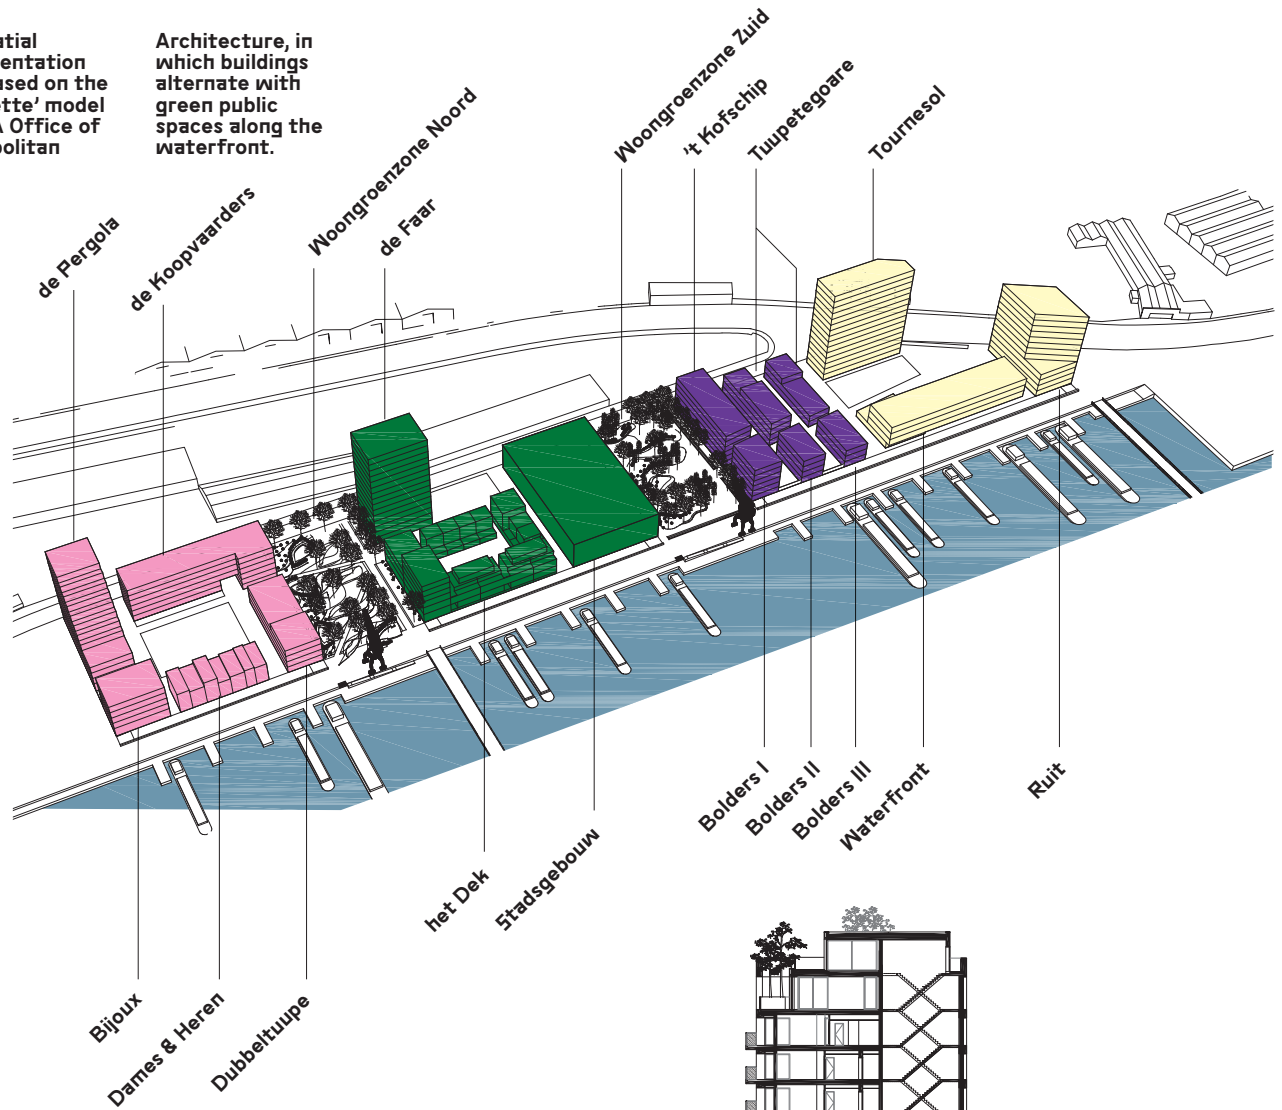 atial
entation
ased on the
ette' model
A Office of
politan
Architecture, in
which buildings
alternate with
green public
spaces along the
waterfront.
de Pergola
de Koopvaarders
Woongroenzone Noord
de Faar
Woongroenzone Zuid
't Kofschip
Tuupetegoare
Tournesol
Bijoux
Dames & Heren
Dubbeltuupe
het Dek
Stadsgebouw
Bolders I
Bolders II
Bolders III
Waterfront
Ruit